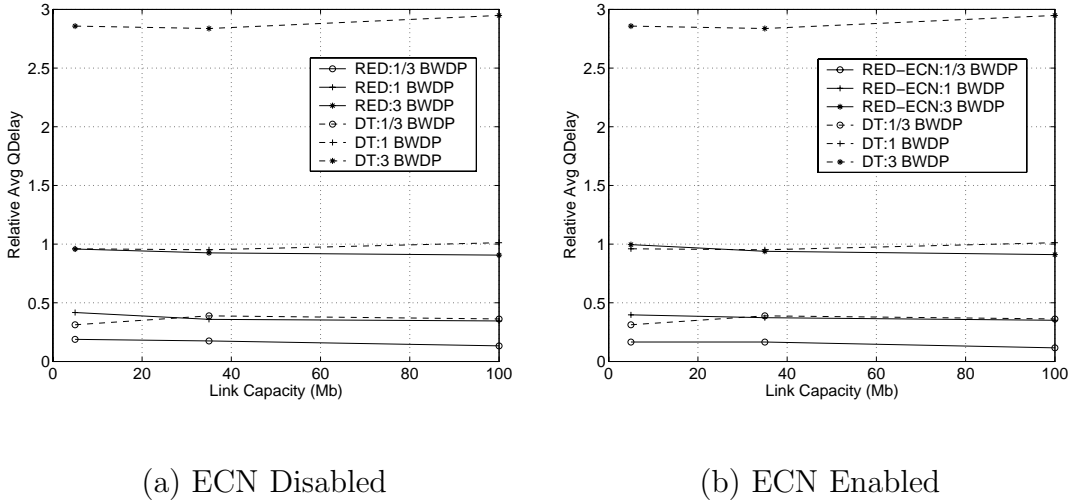 3
2.5
2
1.5
1
0.5
0
Relative Avg QDelay
RED:1/3 BWDP
RED:1 BWDP
RED:3 BWDP
DT:1/3 BWDP
DT:1 BWDP
DT:3 BWDP
0 20 40 60 80 100
Link Capacity (Mb)
(a) ECN Disabled
3
2.5
2
1.5
1
0.5
0
Relative Avg QDelay
RED-ECN:1/3 BWDP
RED-ECN:1 BWDP
RED-ECN:3 BWDP
DT:1/3 BWDP
DT:1 BWDP
DT:3 BWDP
0 20 40 60 80 100
Link Capacity (Mb)
(b) ECN Enabled